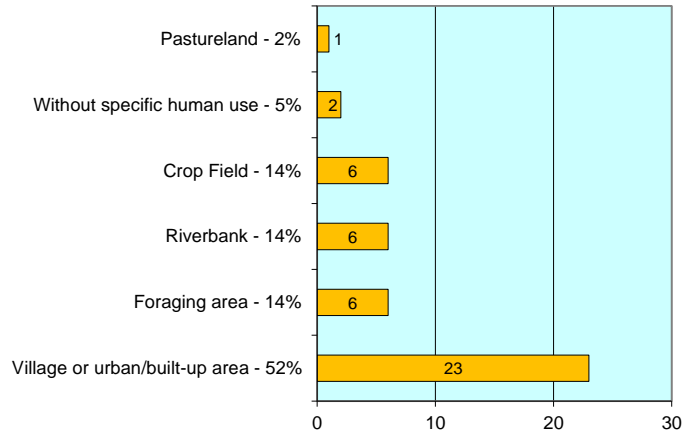 Pastureland - 2% 1
Without specific human use - 5% 2
Crop Field - 14% 6
Riverbank - 14% 6
Foraging area - 14% 6
Village or urban/built-up area - 52% 23
0 10 20 30